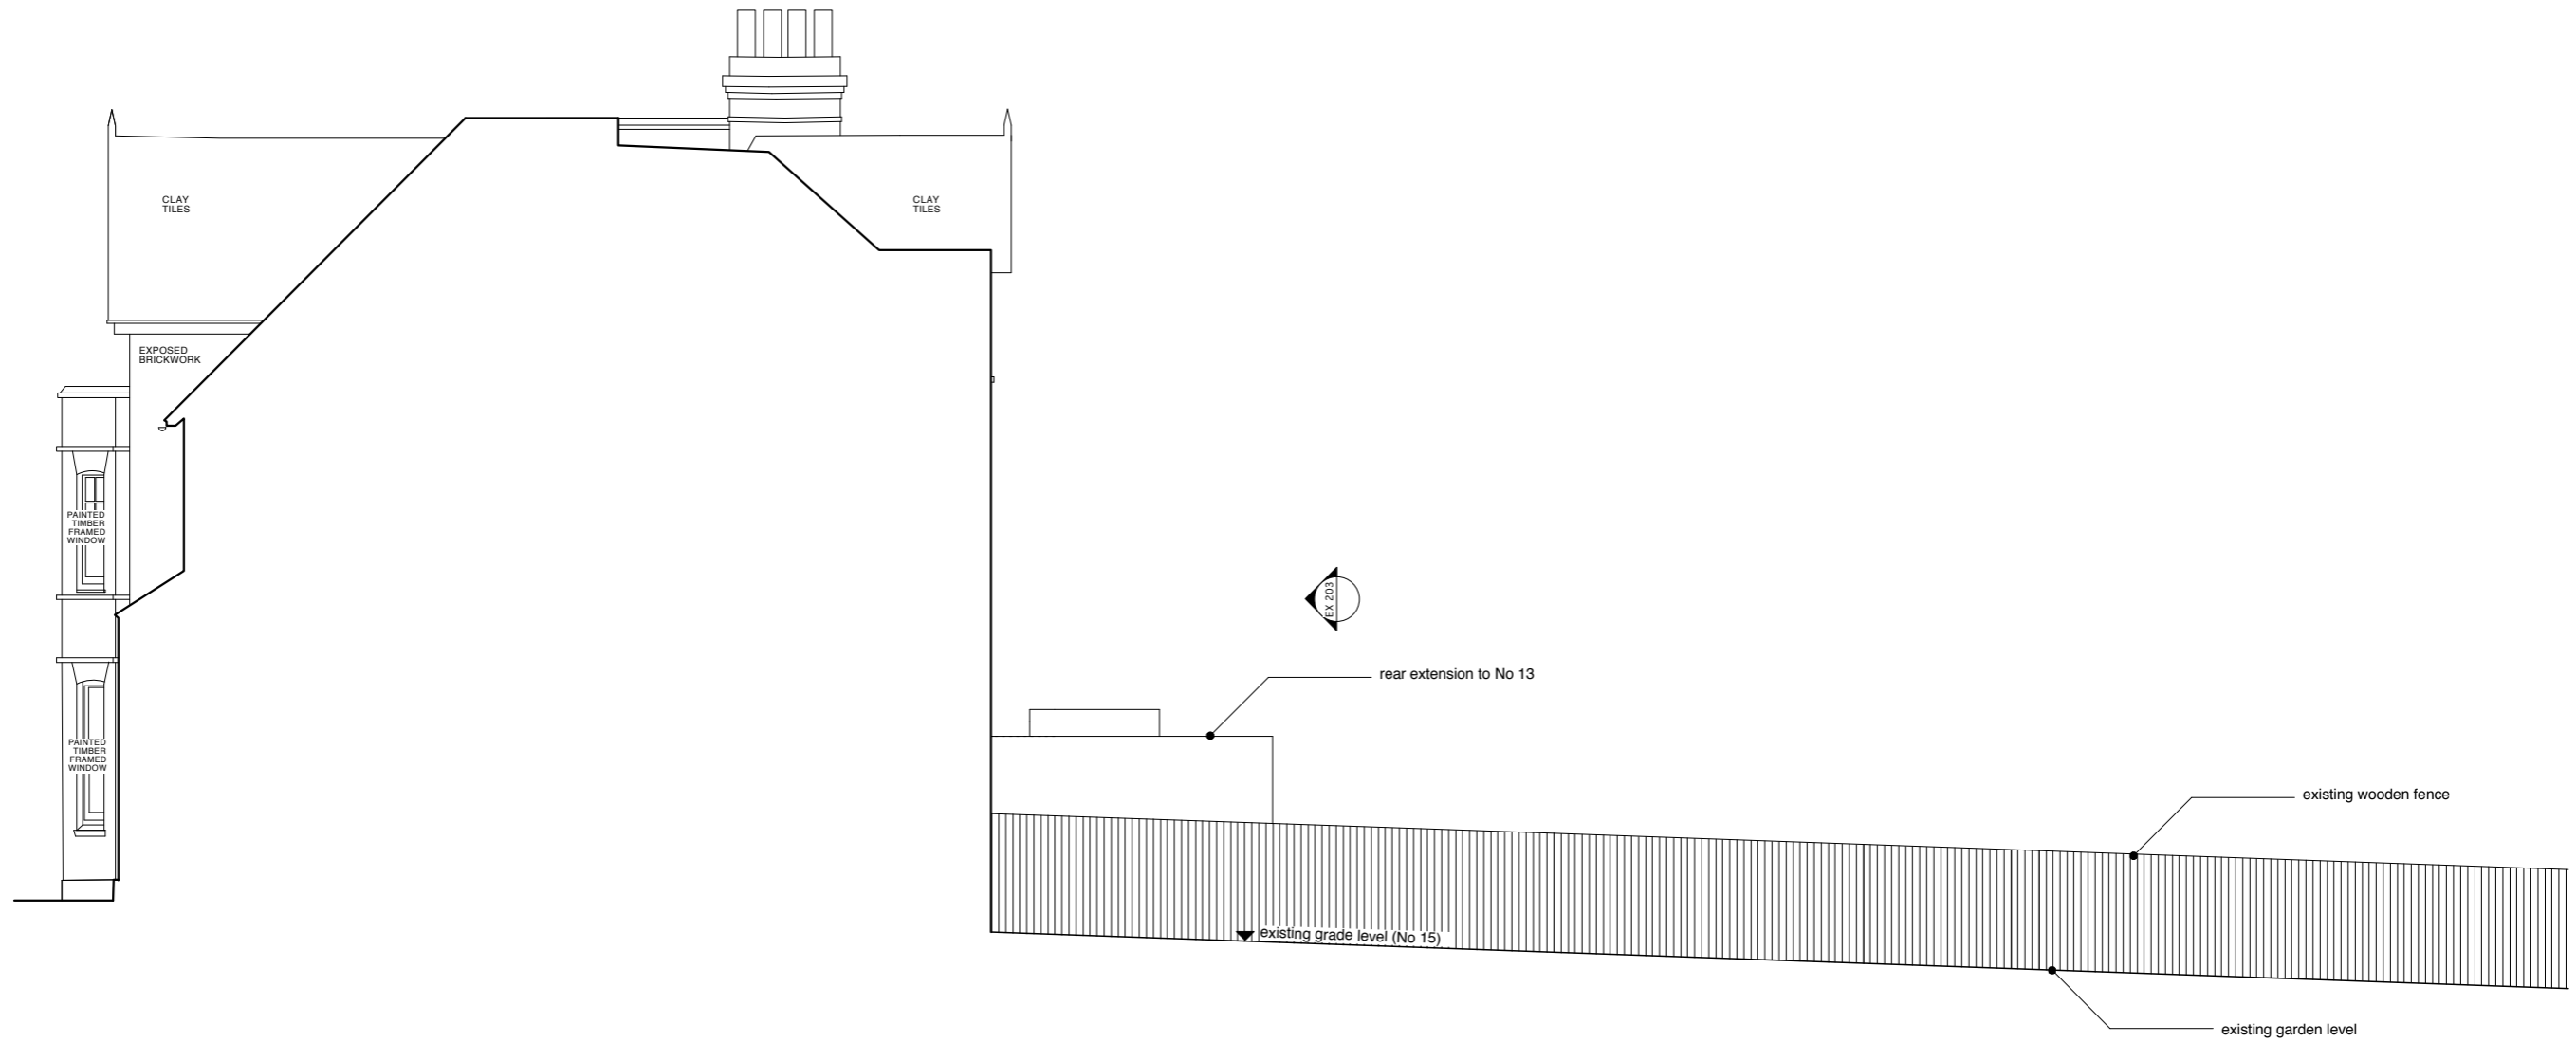 CLAY
TILES
CLAY
TILES
EXPOSED
BRICKWORK
PAINTED
TIMBER
FRAMED
WINDOW
EX 203
rear extension to No 13
PAINTED
TIMBER
FRAMED
WINDOW
existing wooden fence
existing grade level (No 15)
existing garden level